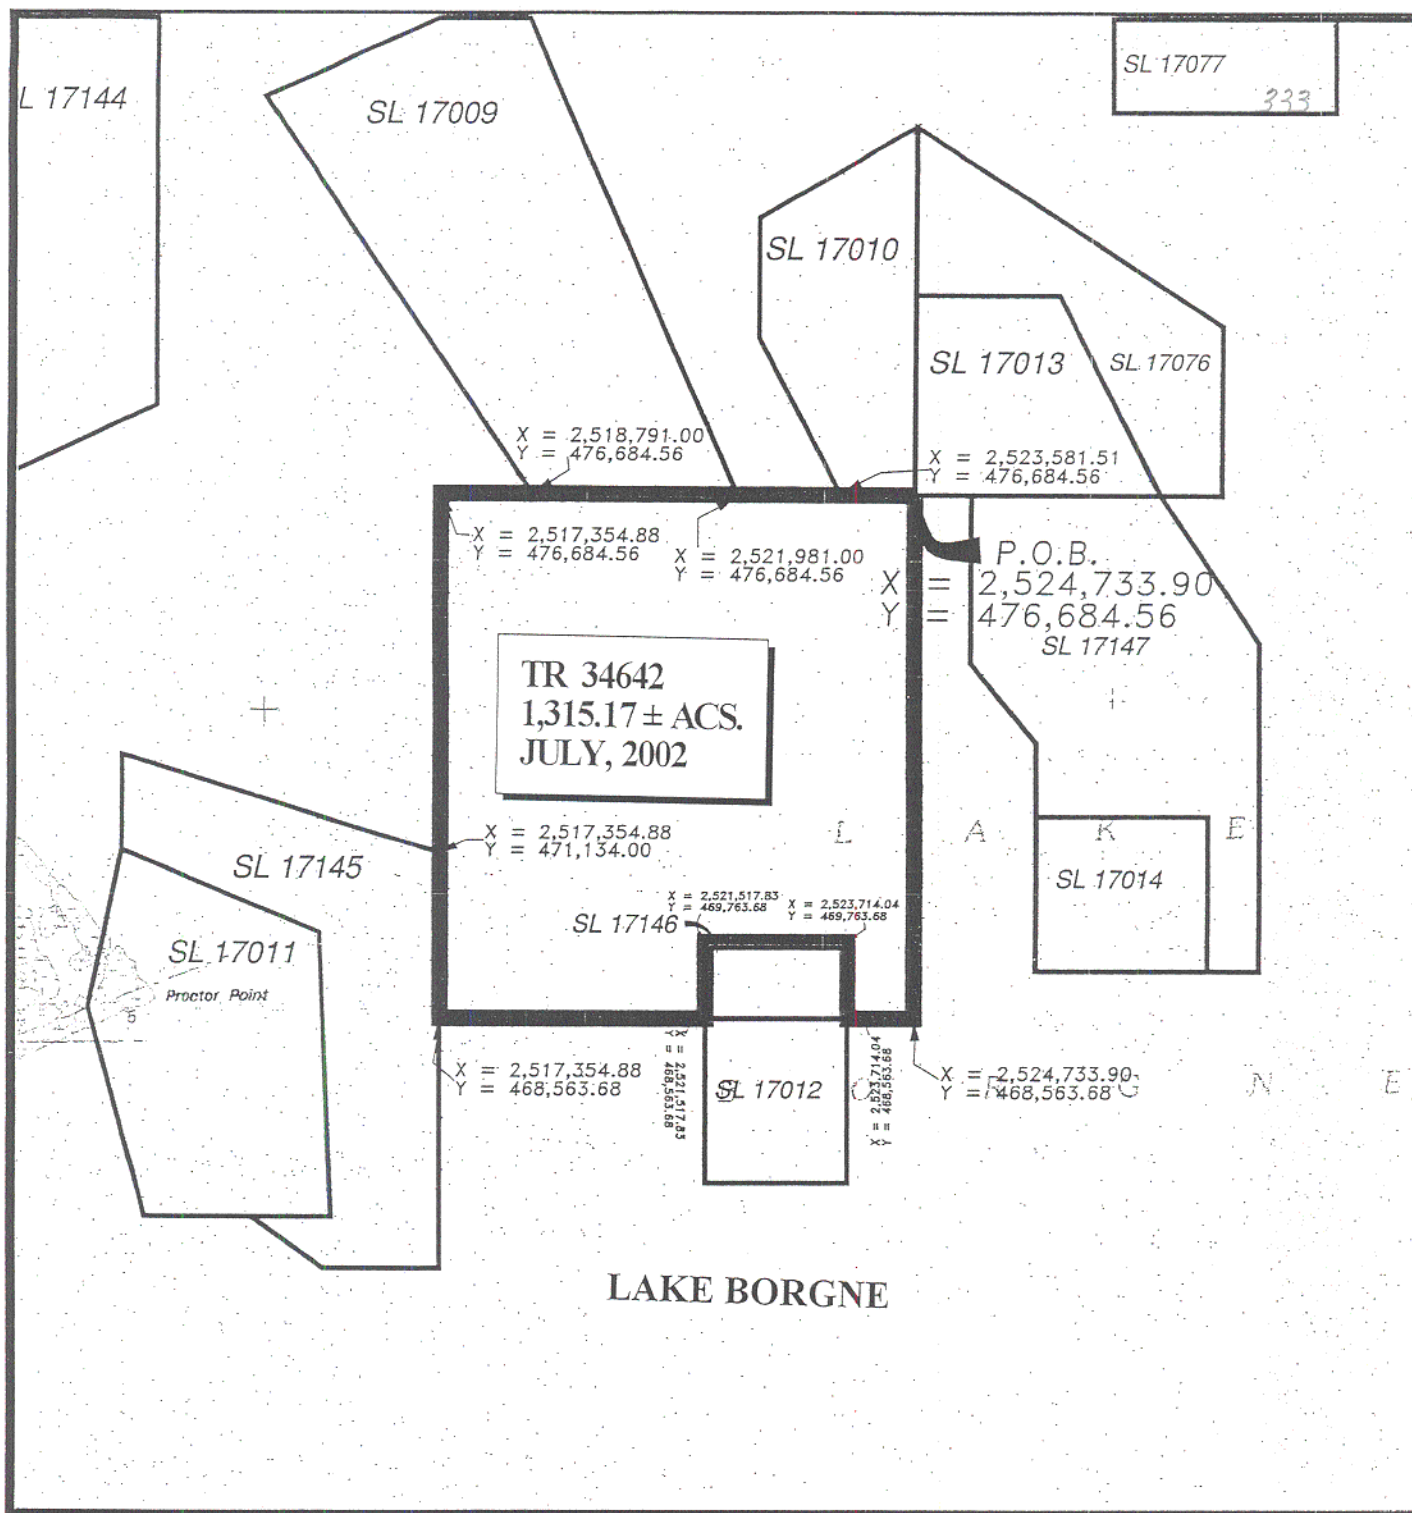 L 17144
SL 17009
SL 17077
333
SL 17010
SL 17013
SL 17076
X = 2,518,791.00
Y = 476,684.56
X = 2,523,581.51
Y = 476,684.56
X = 2,517,354.88
Y = 476,684.56
X = 2,521,981.00
Y = 476,684.56
P.O.B.
X = 2,524,733.90
Y = 476,684.56
SL 17147
TR 34642
1,315.17 ± ACS.
JULY, 2002
X = 2,517,354.88
Y = 471,134.00
L A K E
SL 17145
SL 17014
X = 2,521,517.83
Y = 469,763.68
X = 2,523,714.04
Y = 469,763.68
SL 17146
SL 17011
Proctor Point
5
X = 2,517,354.88
Y = 468,563.68
X = 2,521,517.83
Y = 468,563.68
SL 17012
X = 2,523,714.04
Y = 468,563.68
X = 2,524,733.90
Y = 468,563.68
B O R G N E
LAKE BORGNE